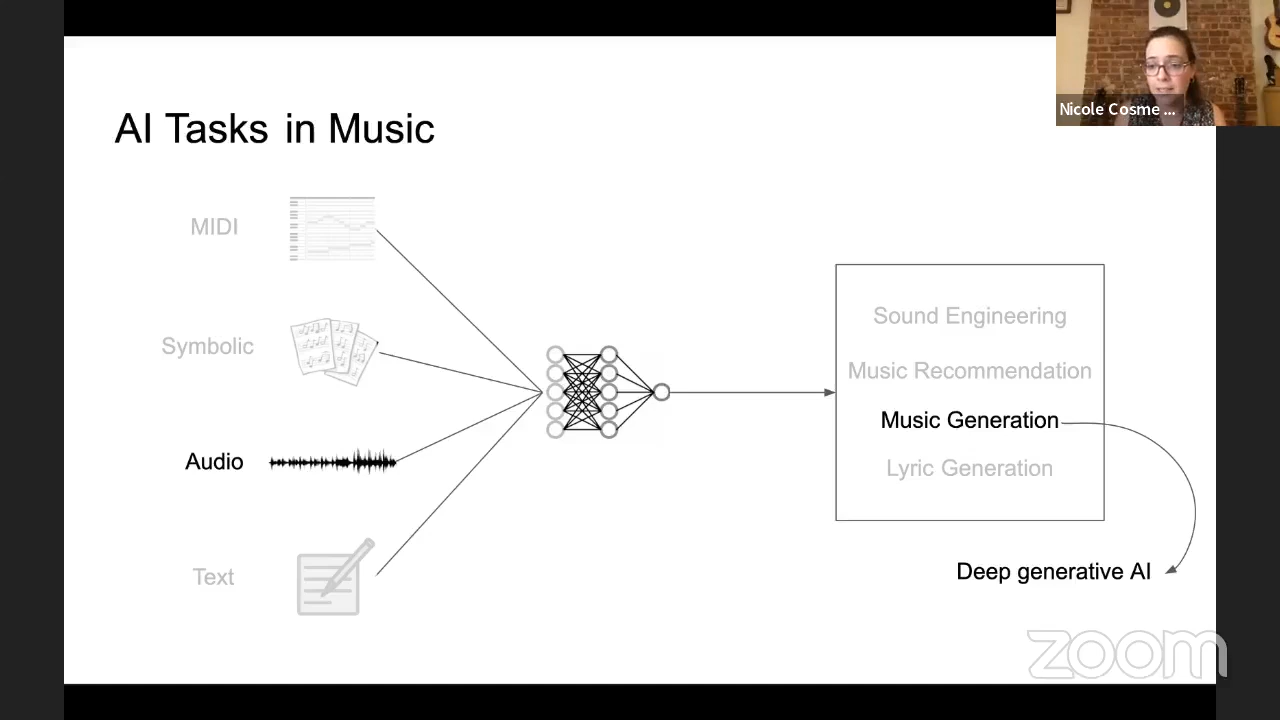 Nicole Cosme ...
AI Tasks in Music
MIDI
Symbolic
Audio
Text
Sound Engineering
Music Recommendation
Music Generation
Lyric Generation
Deep generative AI
zoom